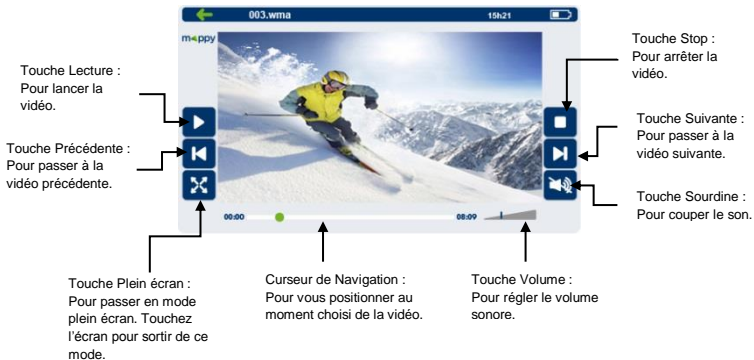 003.wma
15h21
mappy
Touche Lecture :
Pour lancer la
vidéo.
Touche Précédente :
Pour passer à la
vidéo précédente.
Touche Stop :
Pour arrêter la
vidéo.
Touche Suivante :
Pour passer à la
vidéo suivante.
Touche Sourdine :
Pour couper le son.
00:00
08:09
Touche Plein écran :
Pour passer en mode
plein écran. Touchez
l'écran pour sortir de ce
mode.
Curseur de Navigation :
Pour vous positionner au
moment choisi de la vidéo.
Touche Volume :
Pour régler le volume
sonore.